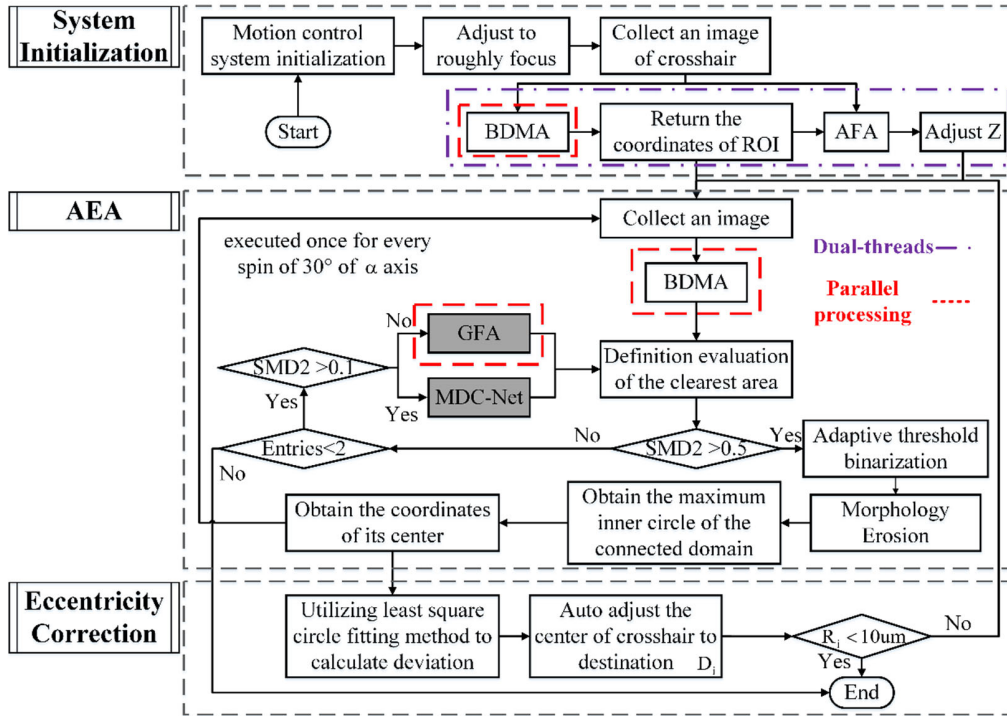 System
Initialization
Motion control
system initialization
Adjust to
roughly focus
Collect an image
of crosshair
Start
BDMA
Return the
coordinates of ROI
AFA
Adjust Z
AEA
Collect an image
executed once for every
spin of 30° of α axis
Dual-threads
BDMA
Parallel
processing
No
GFA
SMD2 >0.1
Definition evaluation
of the clearest area
MDC-Net
Yes
Yes
Entries<2
No
SMD2 >0.5
Yes
Adaptive threshold
binarization
No
Obtain the coordinates
of its center
Obtain the maximum
inner circle of the
connected domain
Morphology
Erosion
Eccentricity
Correction
Utilizing least square
circle fitting method to
calculate deviation
Auto adjust the
center of crosshair to
destination Di
Ri <10um
No
Yes
End